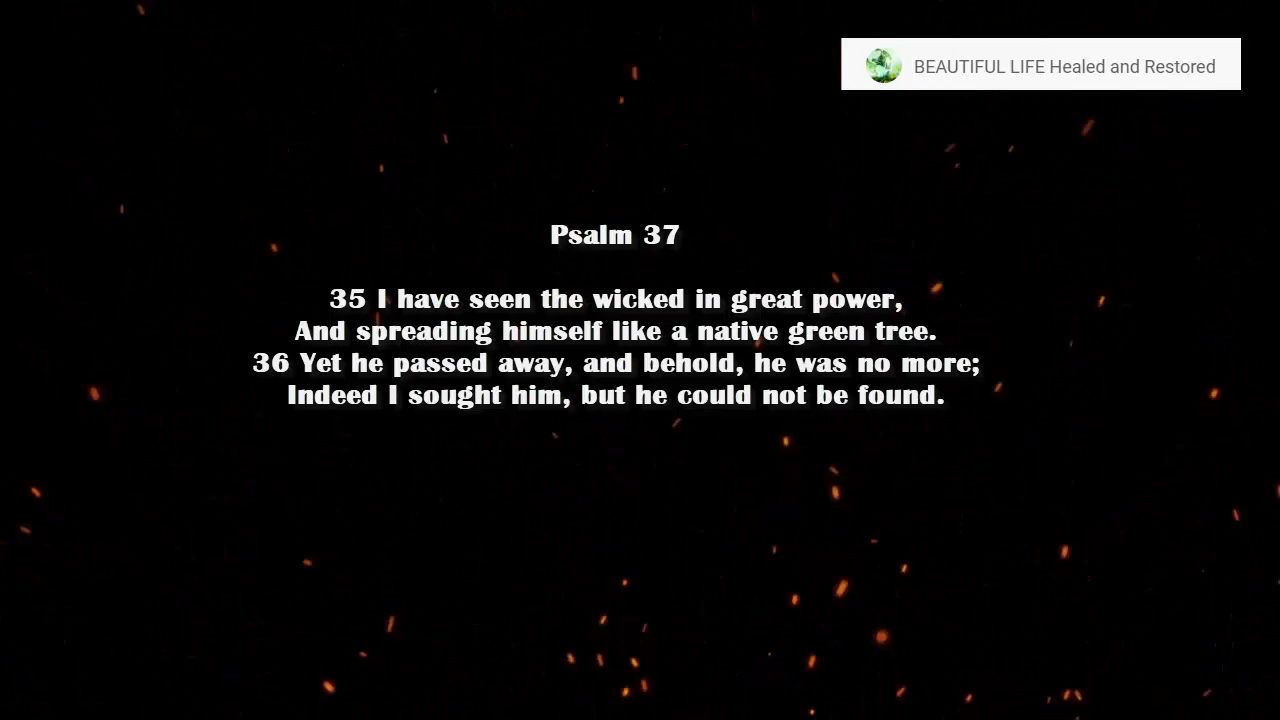 BEAUTIFUL LIFE Healed and Restored
Psalm 37
35 I have seen the wicked in great power,
And spreading himself like a native green tree.
36 Yet he passed away, and behold, he was no more;
Indeed I sought him, but he could not be found.